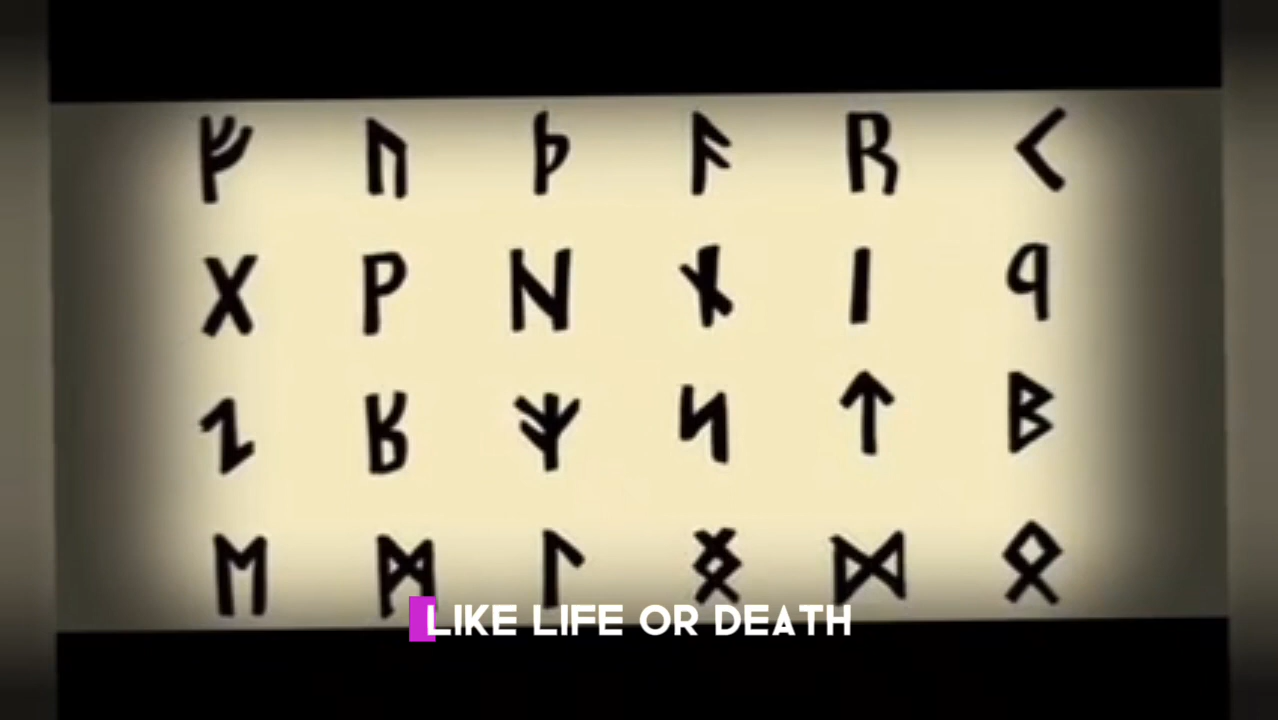 ᚠ ᚢ ᚦ ᚨ ᚱ ᚲ
ᚷ ᚹ ᚺ ᚾ ᛁ
ᛇ ᛉ ᛋ ᛏ ᛒ
ᛖ ᛗ ᛚ ᛝ ᛞ ᛟ
LIKE LIFE OR DEATH